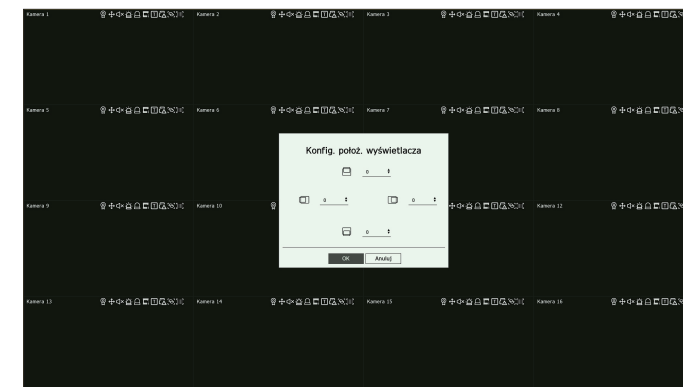 Kamera 1 Kamera 2 Kamera 3 Kamera 4
Kamera 5 Kamera 6 Kamera 7 Kamera 8
Konfig. położ. wyświetlacza
0
0 0
0
OK Anuluj
Kamera 9 Kamera 10 Kamera 12
Kamera 13 Kamera 14 Kamera 15 Kamera 16